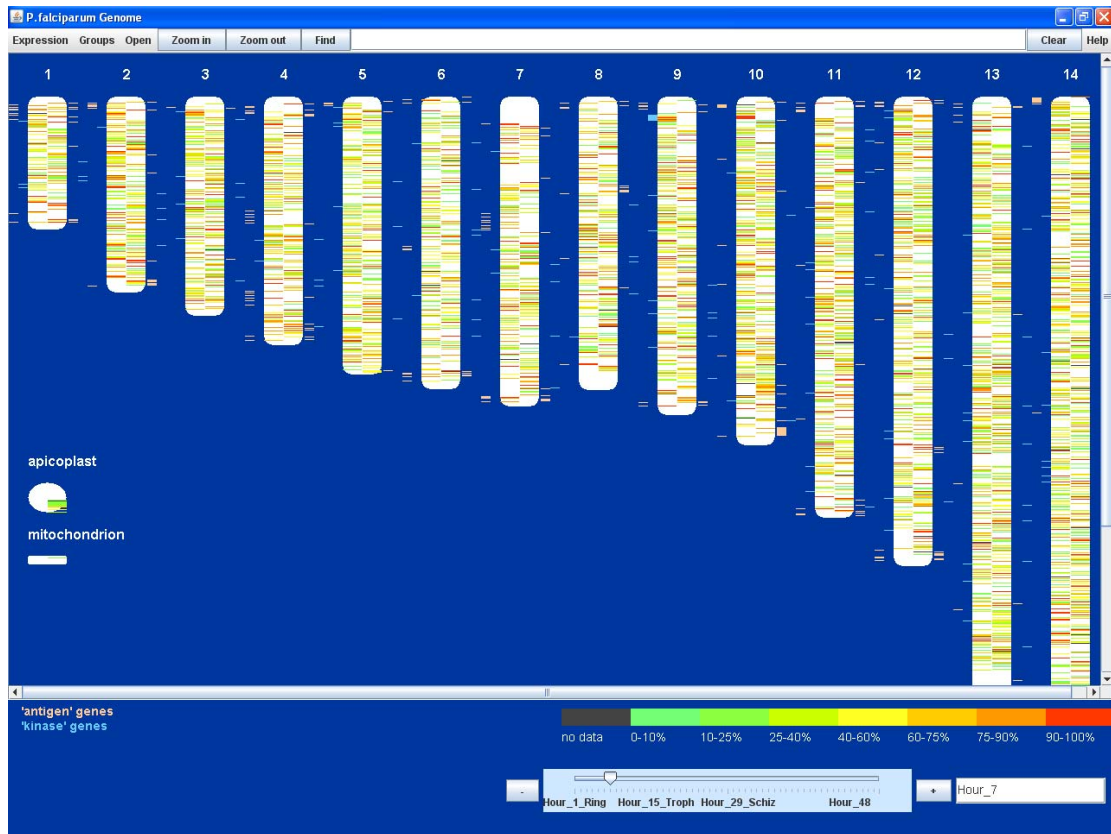 P.falciparum Genome
Expression Groups Open Zoom in Zoom out Find Clear Help
1 2 3 4 5 6 7 8 9 10 11 12 13 14
apicoplast
mitochondrion
'antigen' genes
'kinase' genes
no data 0-10% 10-25% 25-40% 40-60% 60-75% 75-90% 90-100%
- + Hour_7
Hour_1_Ring Hour_15_Troph Hour_29_Schiz Hour_48